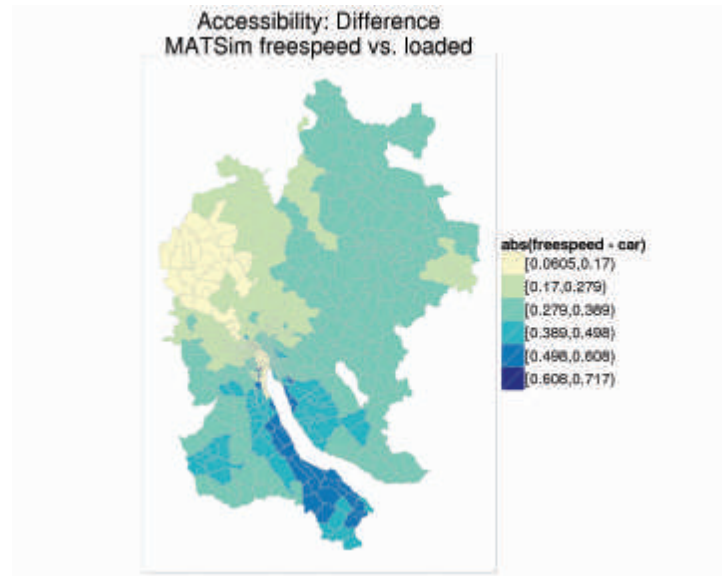 Accessibility: Difference
MATSim freespeed vs. loaded
abs(freespeed - car)
[0.0605,0.17)
[0.17,0.279)
[0.279,0.389)
[0.389,0.498)
[0.498,0.608)
[0.608,0.717)